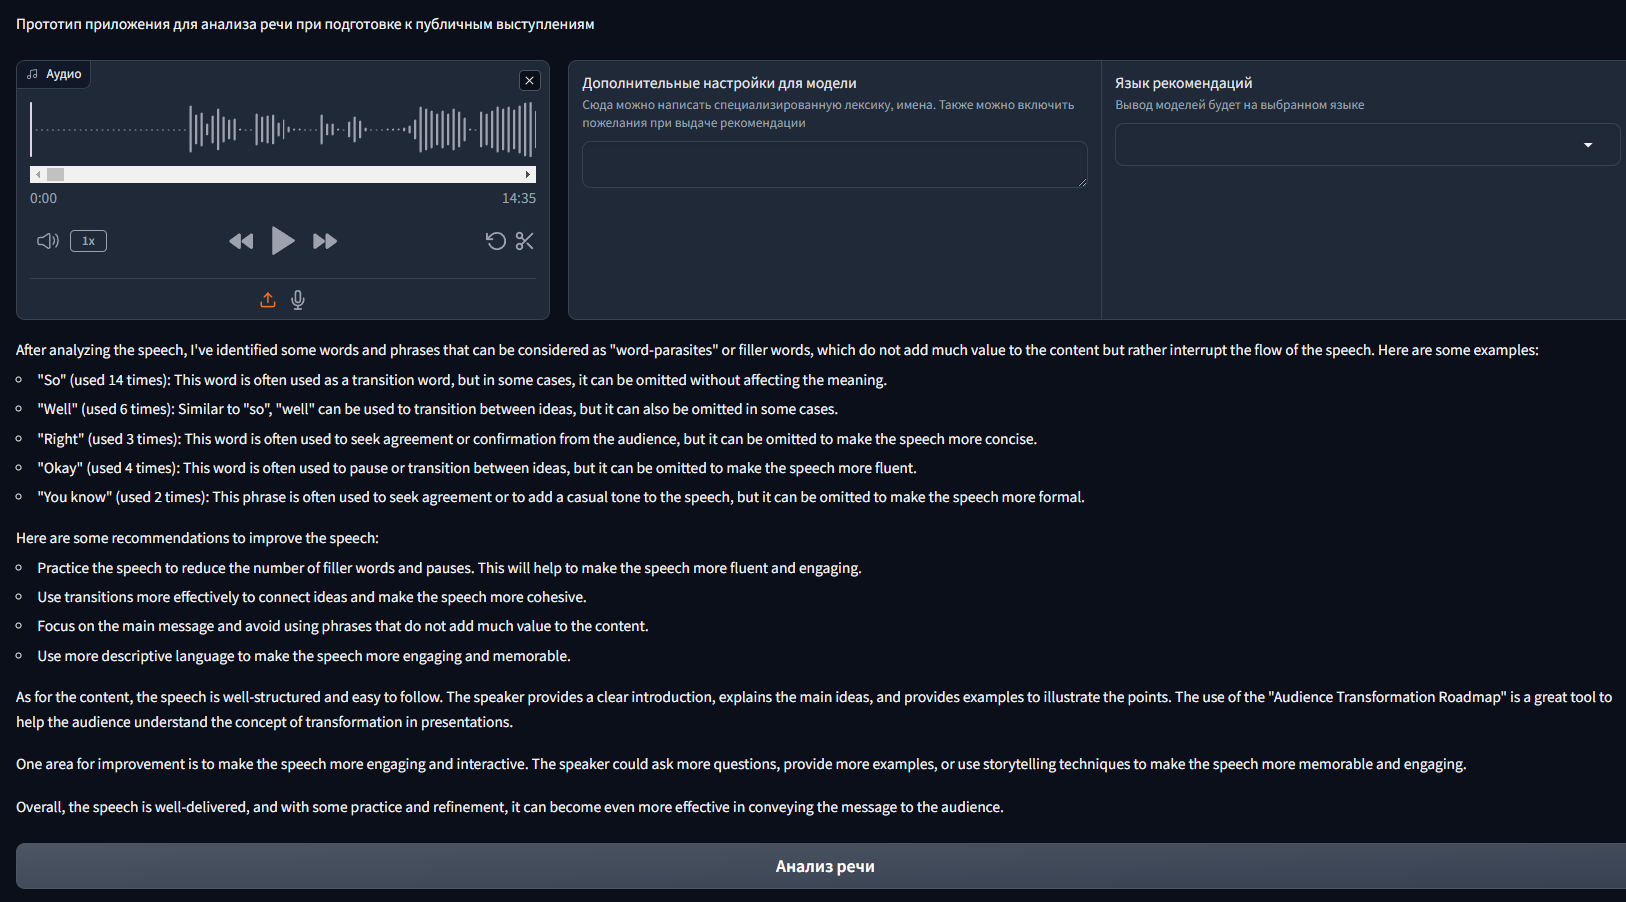 Прототип приложения для анализа речи при подготовке к публичным выступлениям
Аудио
0:00
14:35
1x
Дополнительные настройки для модели
Сюда можно написать специализированную лексику, имена. Также можно включить
пожелания при выдаче рекомендации
Язык рекомендаций
Вывод моделей будет на выбранном языке
After analyzing the speech, I've identified some words and phrases that can be considered as "word-parasites" or filler words, which do not add much value to the content but rather interrupt the flow of the speech. Here are some examples:
"So" (used 14 times): This word is often used as a transition word, but in some cases, it can be omitted without affecting the meaning.
"Well" (used 6 times): Similar to "so", "well" can be used to transition between ideas, but it can also be omitted in some cases.
"Right" (used 3 times): This word is often used to seek agreement or confirmation from the audience, but it can be omitted to make the speech more concise.
"Okay" (used 4 times): This word is often used to pause or transition between ideas, but it can be omitted to make the speech more fluent.
"You know" (used 2 times): This phrase is often used to seek agreement or to add a casual tone to the speech, but it can be omitted to make the speech more formal.
Here are some recommendations to improve the speech:
Practice the speech to reduce the number of filler words and pauses. This will help to make the speech more fluent and engaging.
Use transitions more effectively to connect ideas and make the speech more cohesive.
Focus on the main message and avoid using phrases that do not add much value to the content.
Use more descriptive language to make the speech more engaging and memorable.
As for the content, the speech is well-structured and easy to follow. The speaker provides a clear introduction, explains the main ideas, and provides examples to illustrate the points. The use of the "Audience Transformation Roadmap" is a great tool to
help the audience understand the concept of transformation in presentations.
One area for improvement is to make the speech more engaging and interactive. The speaker could ask more questions, provide more examples, or use storytelling techniques to make the speech more memorable and engaging.
Overall, the speech is well-delivered, and with some practice and refinement, it can become even more effective in conveying the message to the audience.
Анализ речи